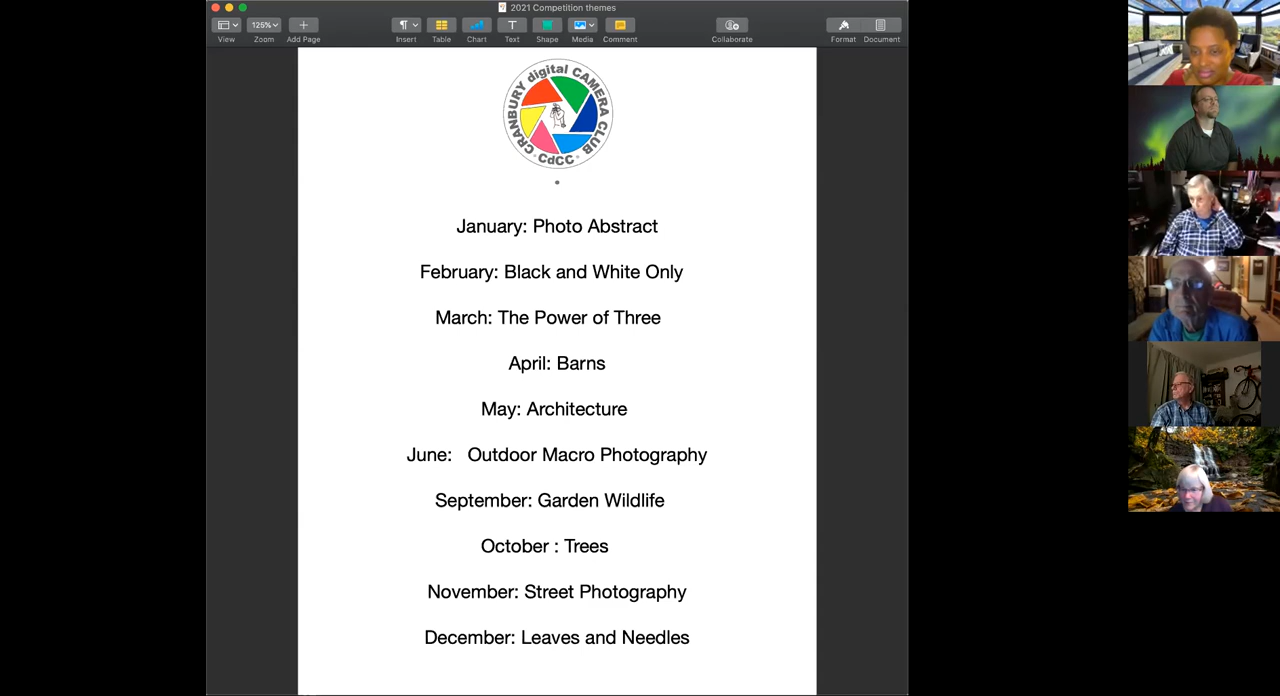 2021 Competition themes
125%
View
Zoom
Add Page
Insert
Table
Chart
Text
Shape
Media
Comment
Collaborate
Format
Document
CRANBURY digital CAMERA CLUB
· CdCC ·
January: Photo Abstract
February: Black and White Only
March: The Power of Three
April: Barns
May: Architecture
June: Outdoor Macro Photography
September: Garden Wildlife
October : Trees
November: Street Photography
December: Leaves and Needles